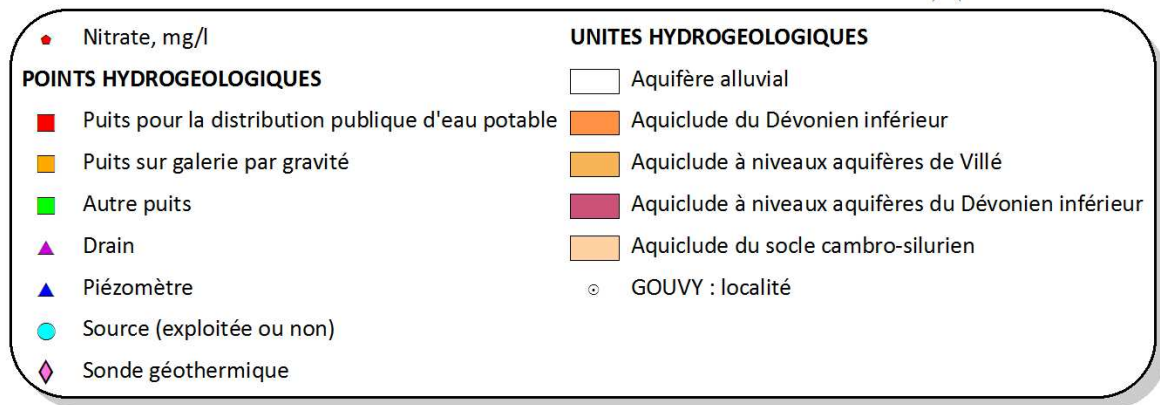 Nitrate, mg/l
POINTS HYDROGEOLOGIQUES
Puits pour la distribution publique d'eau potable
Puits sur galerie par gravité
Autre puits
Drain
Piézomètre
Source (exploitée ou non)
Sonde géothermique
UNITES HYDROGEOLOGIQUES
Aquifère alluvial
Aquiclude du Dévonien inférieur
Aquiclude à niveaux aquifères de Villé
Aquiclude à niveaux aquifères du Dévonien inférieur
Aquiclude du socle cambro-silurien
GOUVY : localité